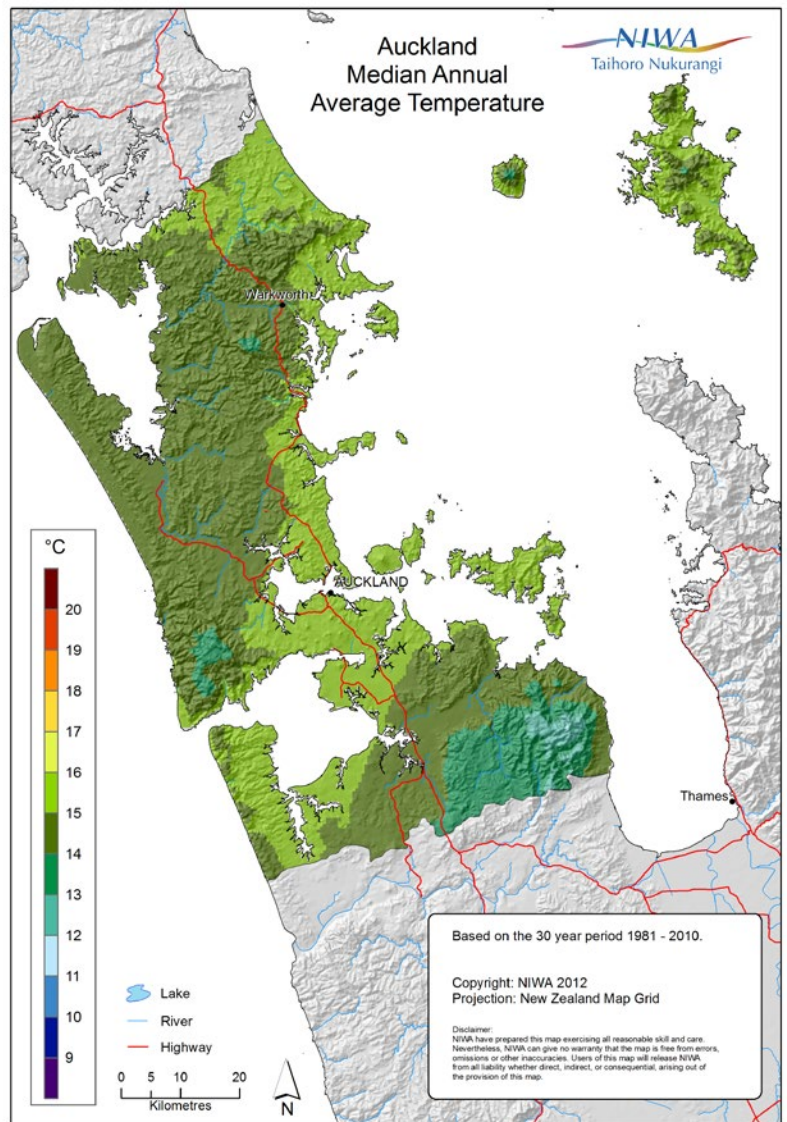 Auckland
Median Annual
Average Temperature
NIWA
Taihoro Nukurangi
Warkworth
AUCKLAND
Thames
°C
20
19
18
17
16
15
14
13
12
11
10
9
Lake
River
Highway
0 5 10 20
Kilometres
N
Based on the 30 year period 1981 - 2010.
Copyright: NIWA 2012
Projection: New Zealand Map Grid
Disclaimer:
NIWA have prepared this map exercising all reasonable skill and care.
Nevertheless, NIWA can give no warranty that the map is free from errors,
omissions or other inaccuracies. Users of this map will release NIWA
from all liability whether direct, indirect, or consequential, arising out of
the provision of this map.